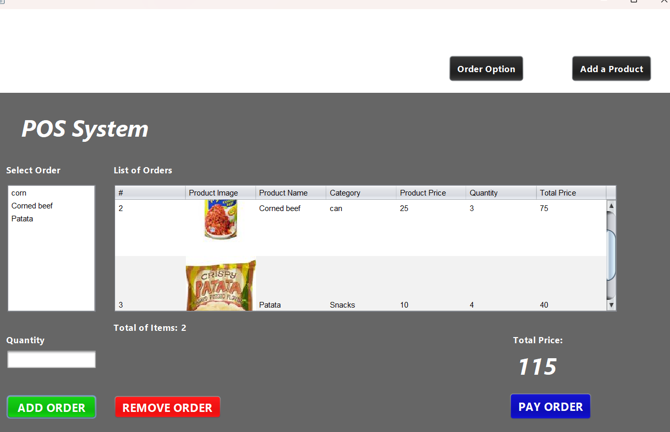 Order Option
Add a Product
POS System
Select Order
List of Orders
corn
Corned beef
Patata
# Product Image Product Name Category Product Price Quantity Total Price
2 Corned beef can 25 3 75
CRISPY
PATATA
3 Patata Snacks 10 4 40
Total of Items: 2
Quantity
Total Price:
115
ADD ORDER
REMOVE ORDER
PAY ORDER